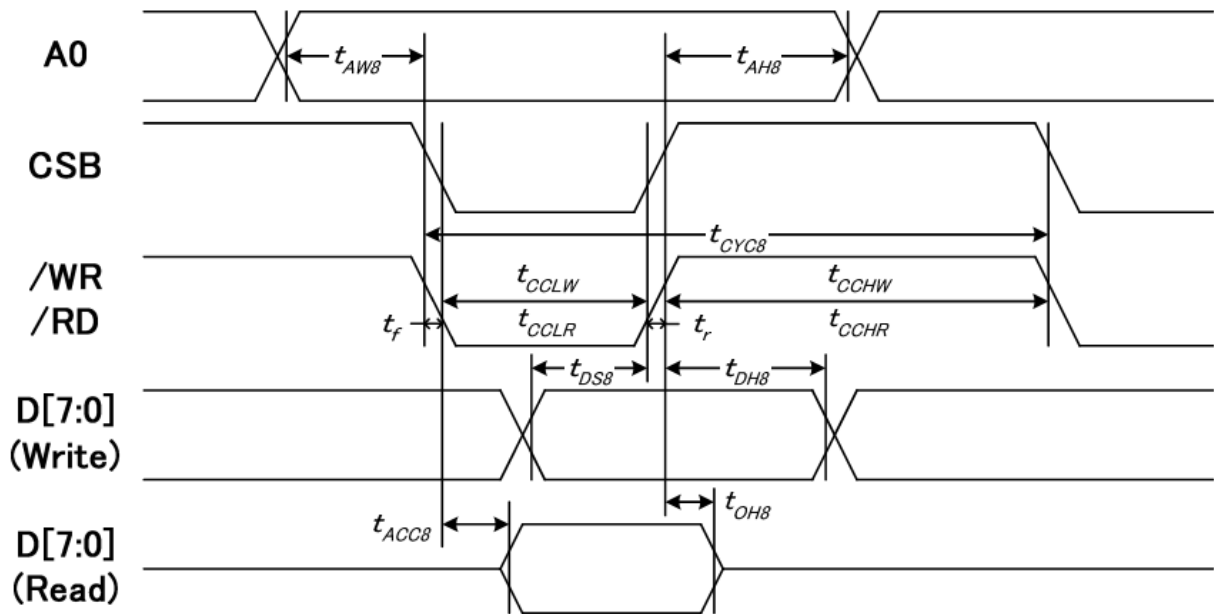 A0
t_AW8
t_AH8
CSB
t_CYC8
/WR
/RD
t_CCLW
t_CCHW
t_f
t_CCLR
t_r
t_CCHR
t_DS8
t_DH8
D[7:0]
(Write)
t_ACC8
t_OH8
D[7:0]
(Read)